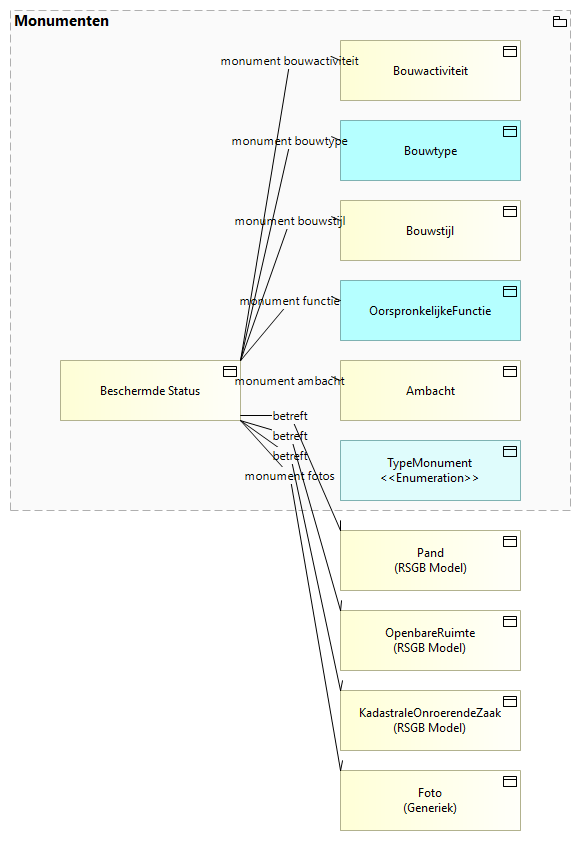 Monumenten
monument bouwactiviteit
Bouwactiviteit
monument bouwtype
Bouwtype
monument bouwstijl
Bouwstijl
monument functie
OorspronkelijkeFunctie
Beschermde Status
monument ambacht
Ambacht
betreft
betreft
betreft
monument fotos
TypeMonument
<<Enumeration>>
Pand
(RSGB Model)
OpenbareRuimte
(RSGB Model)
KadastraleOnroerendeZaak
(RSGB Model)
Foto
(Generiek)